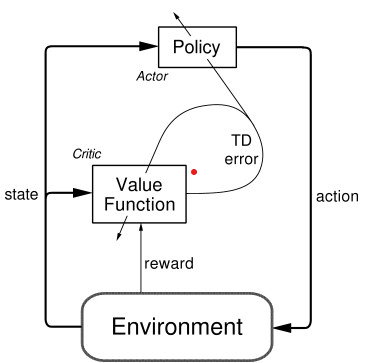 Policy
Actor
TD
error
Critic
Value
Function
state
action
reward
Environment